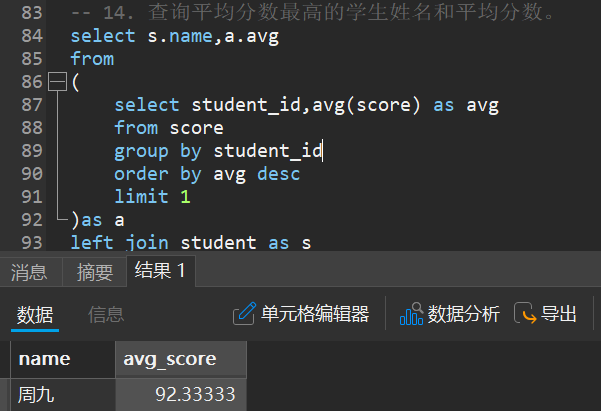 83 -- 14. 查询平均分数最高的学生姓名和平均分数。
84 select s.name,a.avg
85 from
86 (
87 select student_id,avg(score) as avg
88 from score
89 group by student_id
90 order by avg desc
91 limit 1
92 )as a
93 left join student as s
消息 摘要 结果 1
数据 信息 单元格编辑器 数据分析 导出
name avg_score
周九 92.33333